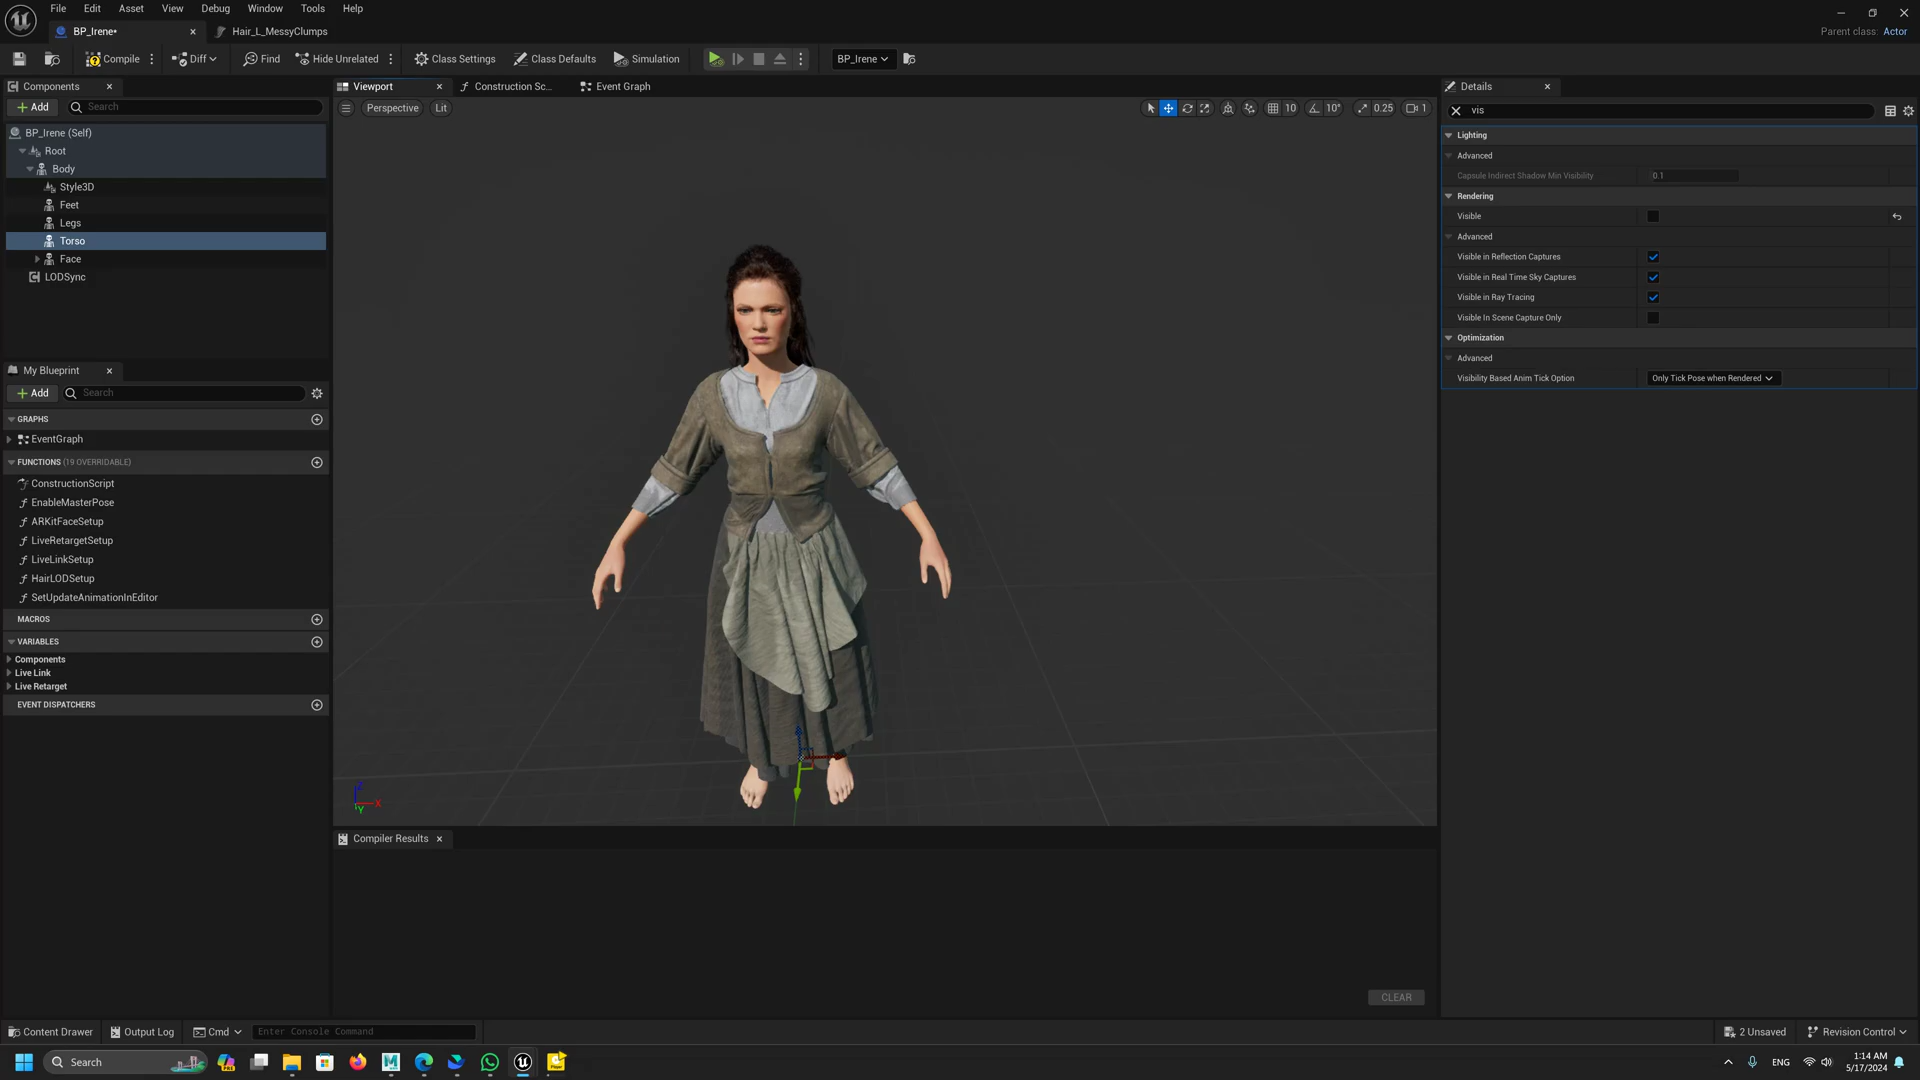 File Edit Asset View Debug Window Tools Help
BP_Irene•
Hair_L_MessyClumps
Parent class: Actor
Compile
Diff
Find
Hide Unrelated
Class Settings
Class Defaults
Simulation
BP_Irene
Components
Add
Search
BP_Irene (Self)
Root
Body
Style3D
Feet
Legs
Torso
Face
LODSync
My Blueprint
Add
Search
GRAPHS
EventGraph
FUNCTIONS (19 OVERRIDABLE)
ConstructionScript
EnableMasterPose
ARKitFaceSetup
LiveRetargetSetup
LiveLinkSetup
HairLODSetup
SetUpdateAnimationInEditor
MACROS
VARIABLES
Components
Live Link
Live Retarget
EVENT DISPATCHERS
Viewport
Construction Sc...
Event Graph
Perspective
Lit
10
10°
0.25
1
Z
X
Y
Compiler Results
CLEAR
Details
vis
Lighting
Advanced
Capsule Indirect Shadow Min Visibility 0.1
Rendering
Visible
Advanced
Visible in Reflection Captures
Visible in Real Time Sky Captures
Visible in Ray Tracing
Visible In Scene Capture Only
Optimization
Advanced
Visibility Based Anim Tick Option Only Tick Pose when Rendered
Content Drawer
Output Log
Cmd
Enter Console Command
2 Unsaved
Revision Control
Search
PRE
M
ENG
1:14 AM
5/17/2024